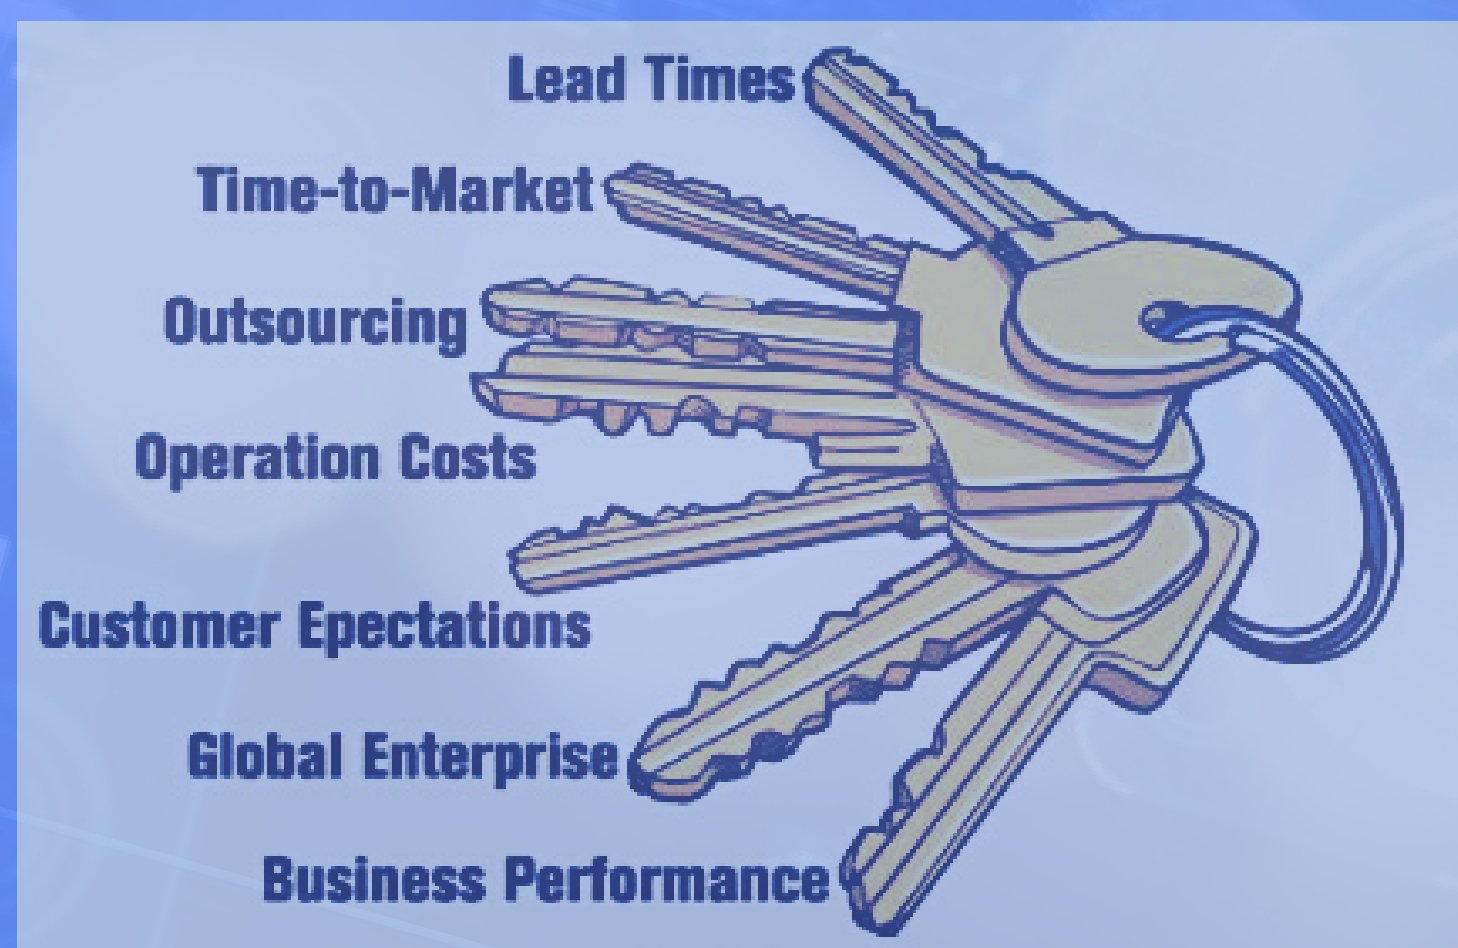 Lead Times
Time-to-Market
Outsourcing
Operation Costs
Customer Epectations
Global Enterprise
Business Performance